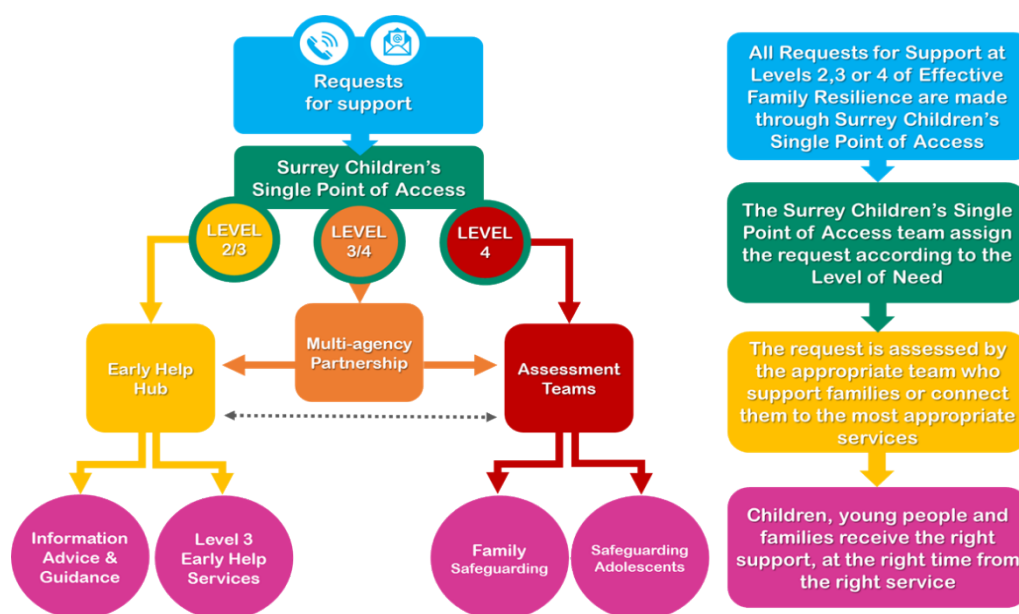 Requests
for support
Surrey Children's
Single Point of Access
LEVEL
2/3
LEVEL
3/4
LEVEL
4
Early Help
Hub
Multi-agency
Partnership
Assessment
Teams
Information
Advice &
Guidance
Level 3
Early Help
Services
Family
Safeguarding
Safeguarding
Adolescents
All Requests for Support at
Levels 2,3 or 4 of Effective
Family Resilience are made
through Surrey Children's
Single Point of Access
The Surrey Children's Single
Point of Access team assign
the request according to the
Level of Need
The request is assessed by
the appropriate team who
support families or connect
them to the most appropriate
services
Children, young people and
families receive the right
support, at the right time from
the right service